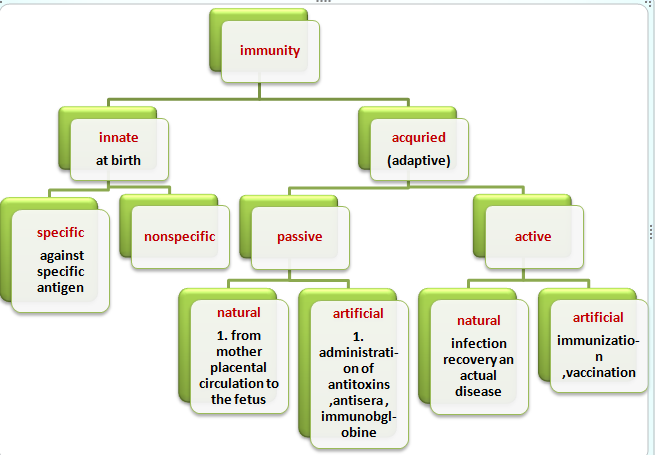 immunity
innate
at birth
acquried
(adaptive)
specific
against
specific
antigen
nonspecific
passive
active
natural
1. from
mother
placental
circulation to
the fetus
artificial
1.
administrati-
on of
antitoxins
,antisera ,
immunobgl-
obine
natural
infection
recovery an
actual
disease
artificial
immunizatio-
n
,vaccination